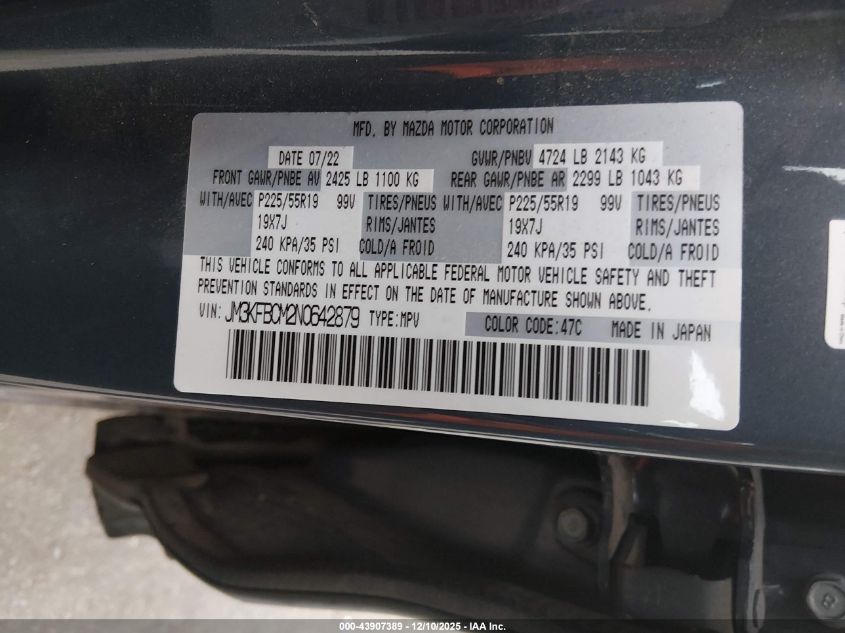 MFD. BY MAZDA MOTOR CORPORATION
DATE 07/22 GVWR/PNBV 4724 LB 2143 KG
FRONT GAWR/PNBE AV 2425 LB 1100 KG REAR GAWR/PNBE AR 2299 LB 1043 KG
WITH/AVEC P225/55R19 99V TIRES/PNEUS WITH/AVEC P225/55R19 99V TIRES/PNEUS
19X7J RIMS/JANTES 19X7J RIMS/JANTES
240 KPA/35 PSI COLD/A FROID 240 KPA/35 PSI COLD/A FROID
THIS VEHICLE CONFORMS TO ALL APPLICABLE FEDERAL MOTOR VEHICLE SAFETY AND THEFT
PREVENTION STANDARDS IN EFFECT ON THE DATE OF MANUFACTURE SHOWN ABOVE.
VIN: JM3KFBCM2N0642879 TYPE:MPV COLOR CODE:47C MADE IN JAPAN
000-43907389 - 12/10/2025 - IAA Inc.